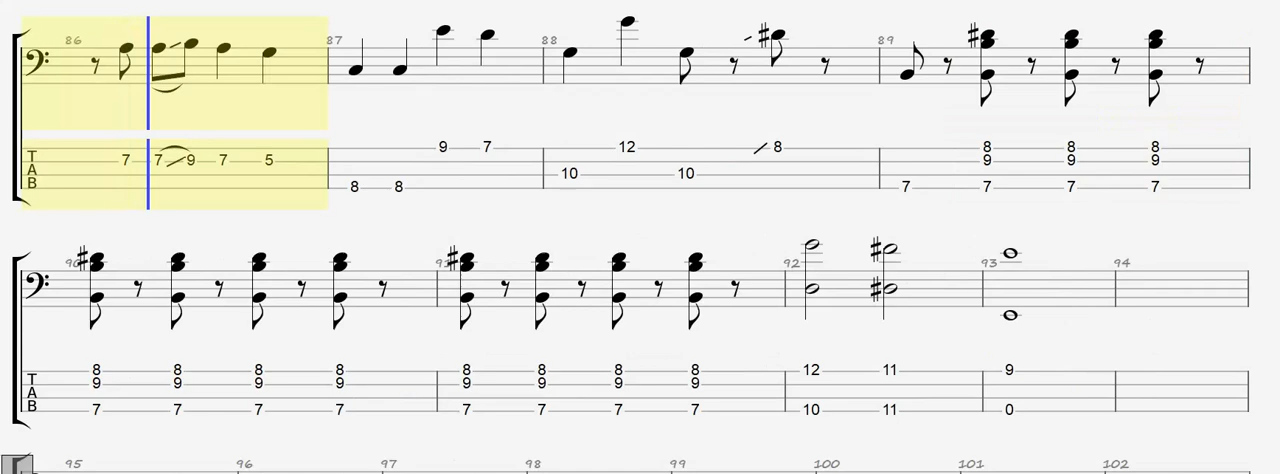 86 87 88 89
9 7 12 8 8 8 8
T 7 7 9 7 5 9 9 9
A 10 10
B 8 8 7 7 7 7
90 91 92 93 94
8 8 8 8 8 8 8 8 12 11 9
T 9 9 9 9 9 9 9 9
A
B 7 7 7 7 7 7 7 7 10 11 0
95 96 97 98 99 100 101 102